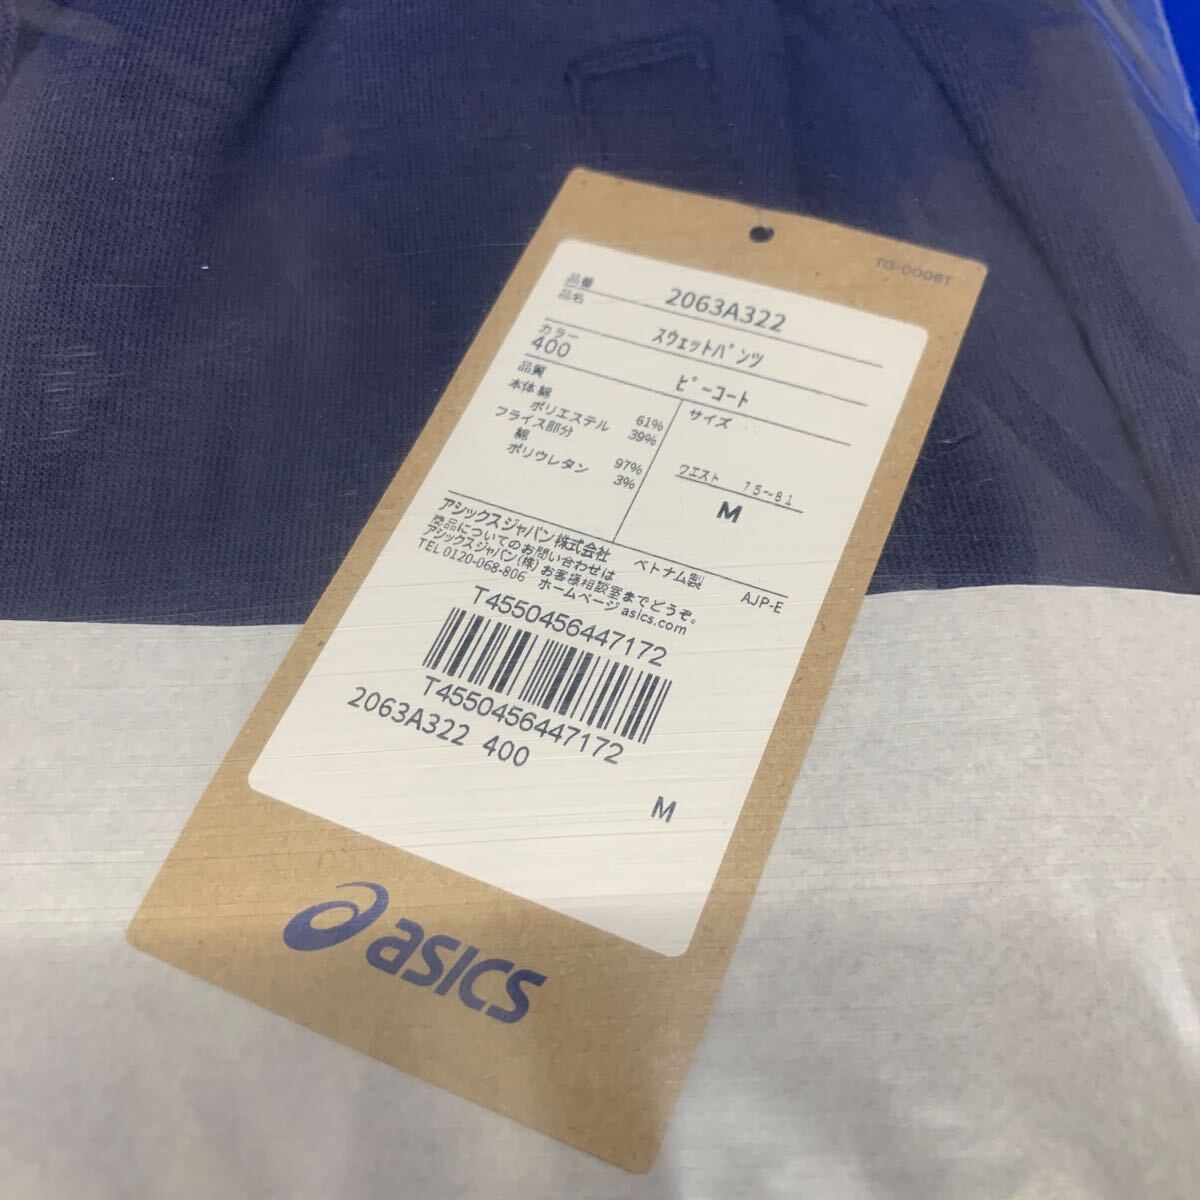 TG-0006T
品番 2063A322
品名 スウェットパンツ
カラー
400 ピーコート
品質
本体 綿 61%
ポリエステル 39%
フライス部分
綿 97%
ポリウレタン 3%
サイズ
ウエスト 75~81
M
アシックスジャパン株式会社 ベトナム製 AJP-E
商品についてのお問い合わせは
アシックスジャパン(株)お客様相談室までどうぞ。
TEL 0120-068-806 ホームページasics.com
T4550456447172
T4550456447172
2063A322 400
M
asics